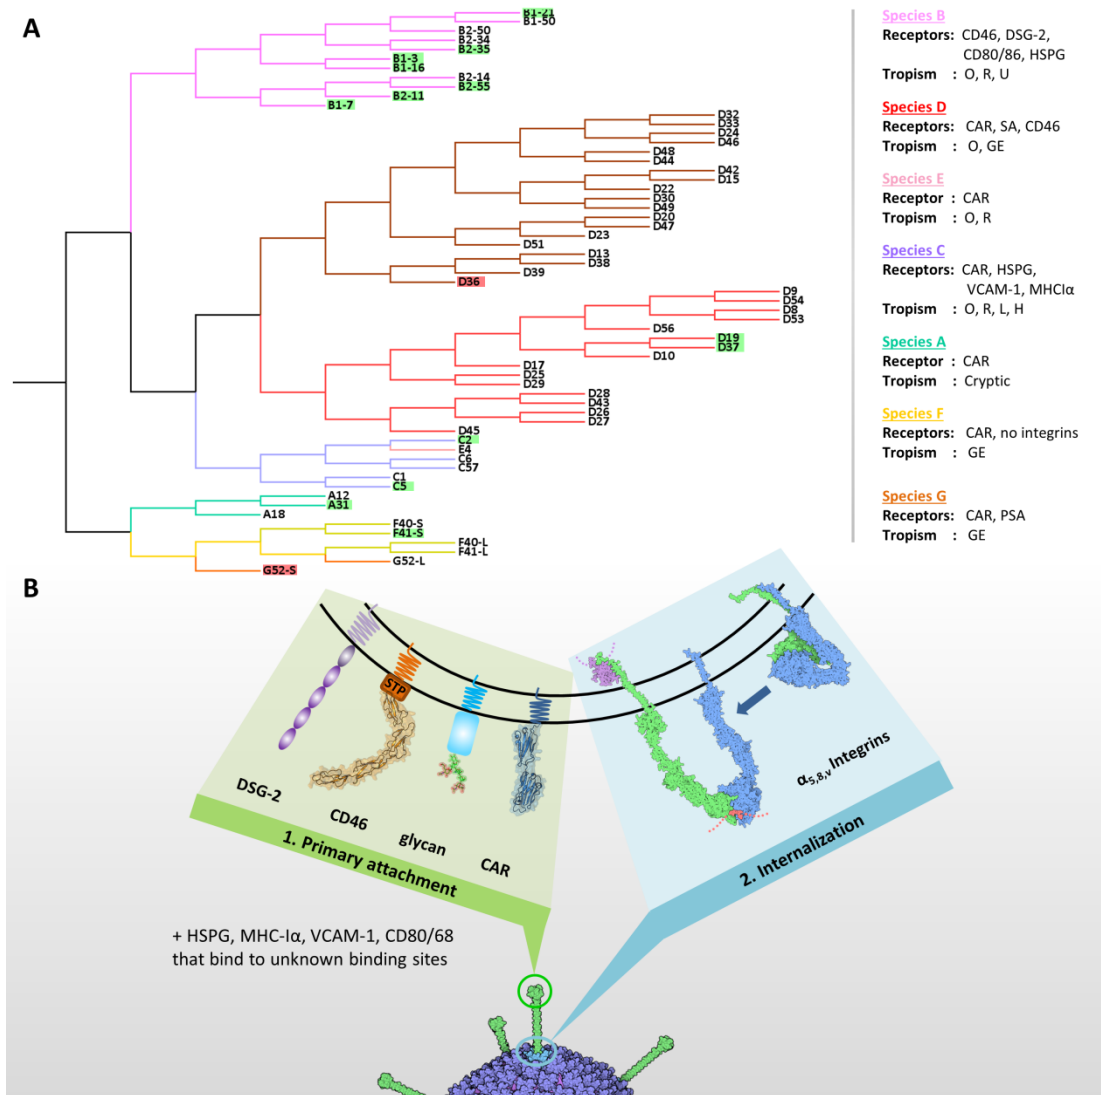 A
B1-21
B1-50
B2-50
B2-34
B2-35
B1-3
B1-16
B2-14
B2-55
B2-11
B1-7
D32
D33
D24
D46
D48
D44
D42
D15
D22
D30
D49
D20
D47
D23
D51
D13
D38
D39
D36
D9
D54
D8
D53
D56
D19
D37
D10
D17
D25
D29
D28
D43
D26
D27
D45
C2
E4
C6
C57
C1
C5
A12
A31
A18
F40-S
F41-S
F40-L
F41-L
G52-L
G52-S
Species B
Receptors: CD46, DSG-2,
CD80/86, HSPG
Tropism : O, R, U
Species D
Receptors: CAR, SA, CD46
Tropism : O, GE
Species E
Receptor : CAR
Tropism : O, R
Species C
Receptors: CAR, HSPG,
VCAM-1, MHCIα
Tropism : O, R, L, H
Species A
Receptor : CAR
Tropism : Cryptic
Species F
Receptors: CAR, no integrins
Tropism : GE
Species G
Receptors: CAR, PSA
Tropism : GE
B
STP
DSG-2
CD46
glycan
CAR
1. Primary attachment
α5,8,v Integrins
2. Internalization
+ HSPG, MHC-Iα, VCAM-1, CD80/68
that bind to unknown binding sites